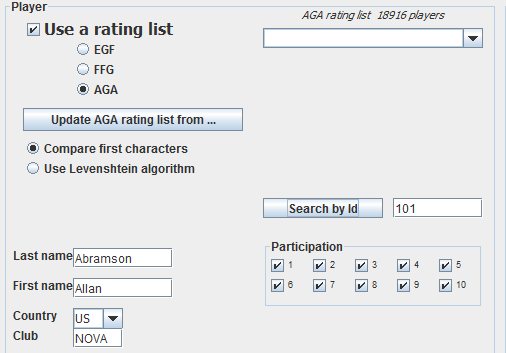 Player
Use a rating list
AGA rating list 18916 players
EGF
FFG
AGA
Update AGA rating list from ...
Compare first characters
Use Levenshtein algorithm
Search by Id 101
Last name Abramson
First name Allan
Country US
Club NOVA
Participation
1 2 3 4 5
6 7 8 9 10